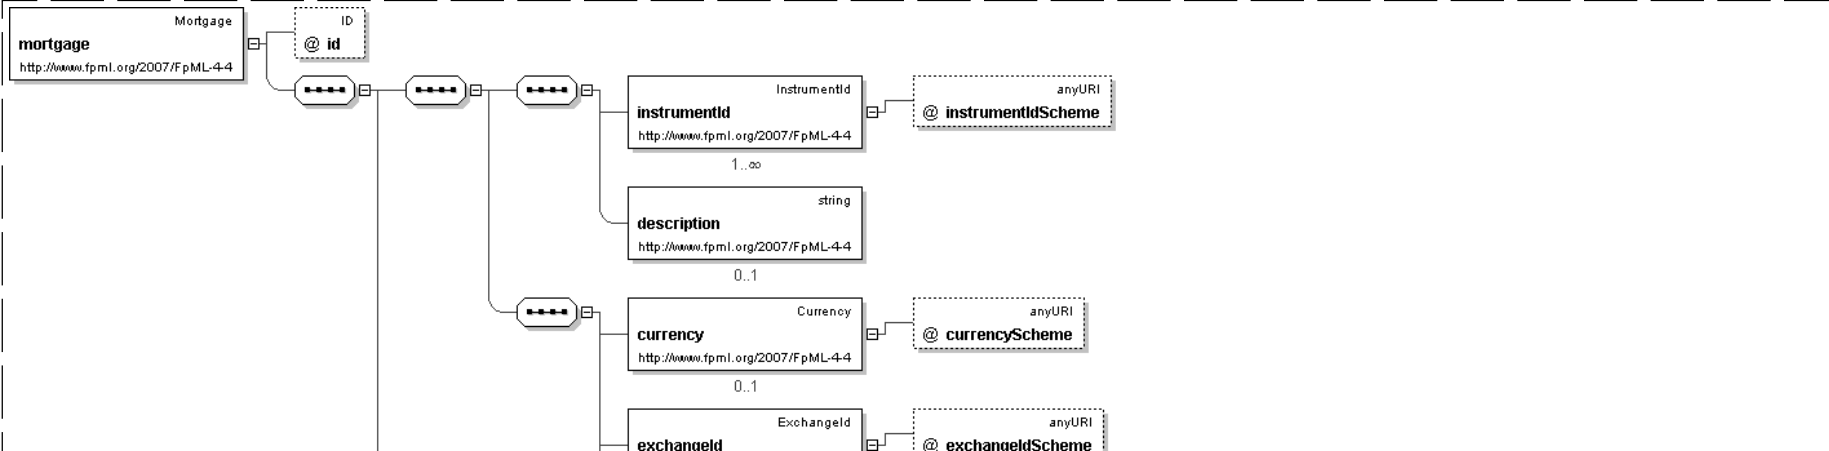 Mortgage
mortgage
http://www.fpml.org/2007/FpML-4-4
ID
@ id
InstrumentId
instrumentId
http://www.fpml.org/2007/FpML-4-4
1..∞
anyURI
@ instrumentIdScheme
string
description
http://www.fpml.org/2007/FpML-4-4
0..1
Currency
currency
http://www.fpml.org/2007/FpML-4-4
0..1
anyURI
@ currencyScheme
ExchangeId
exchangeId
anyURI
@ exchangeIdScheme